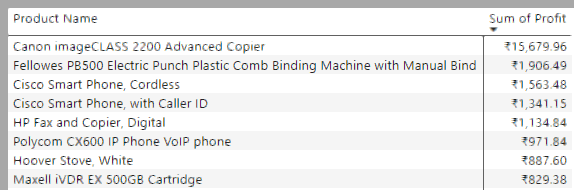 Product Name Sum of Profit
Canon imageCLASS 2200 Advanced Copier ₹15,679.96
Fellowes PB500 Electric Punch Plastic Comb Binding Machine with Manual Bind ₹1,906.49
Cisco Smart Phone, Cordless ₹1,563.48
Cisco Smart Phone, with Caller ID ₹1,341.15
HP Fax and Copier, Digital ₹1,134.84
Polycom CX600 IP Phone VoIP phone ₹971.84
Hoover Stove, White ₹887.60
Maxell iVDR EX 500GB Cartridge ₹829.38